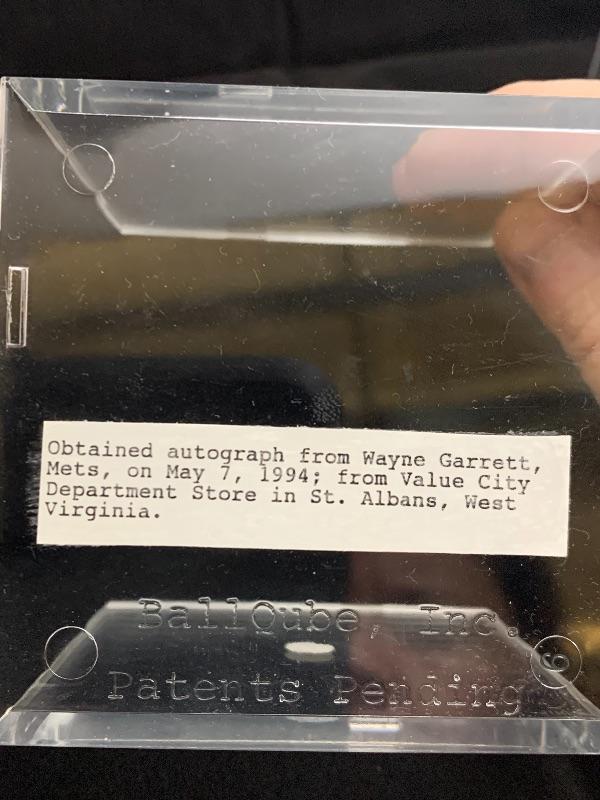 Obtained autograph from Wayne Garrett,
Mets, on May 7, 1994; from Value City
Department Store in St. Albans, West
Virginia.
BallQube, Inc.
6
Patents Pending